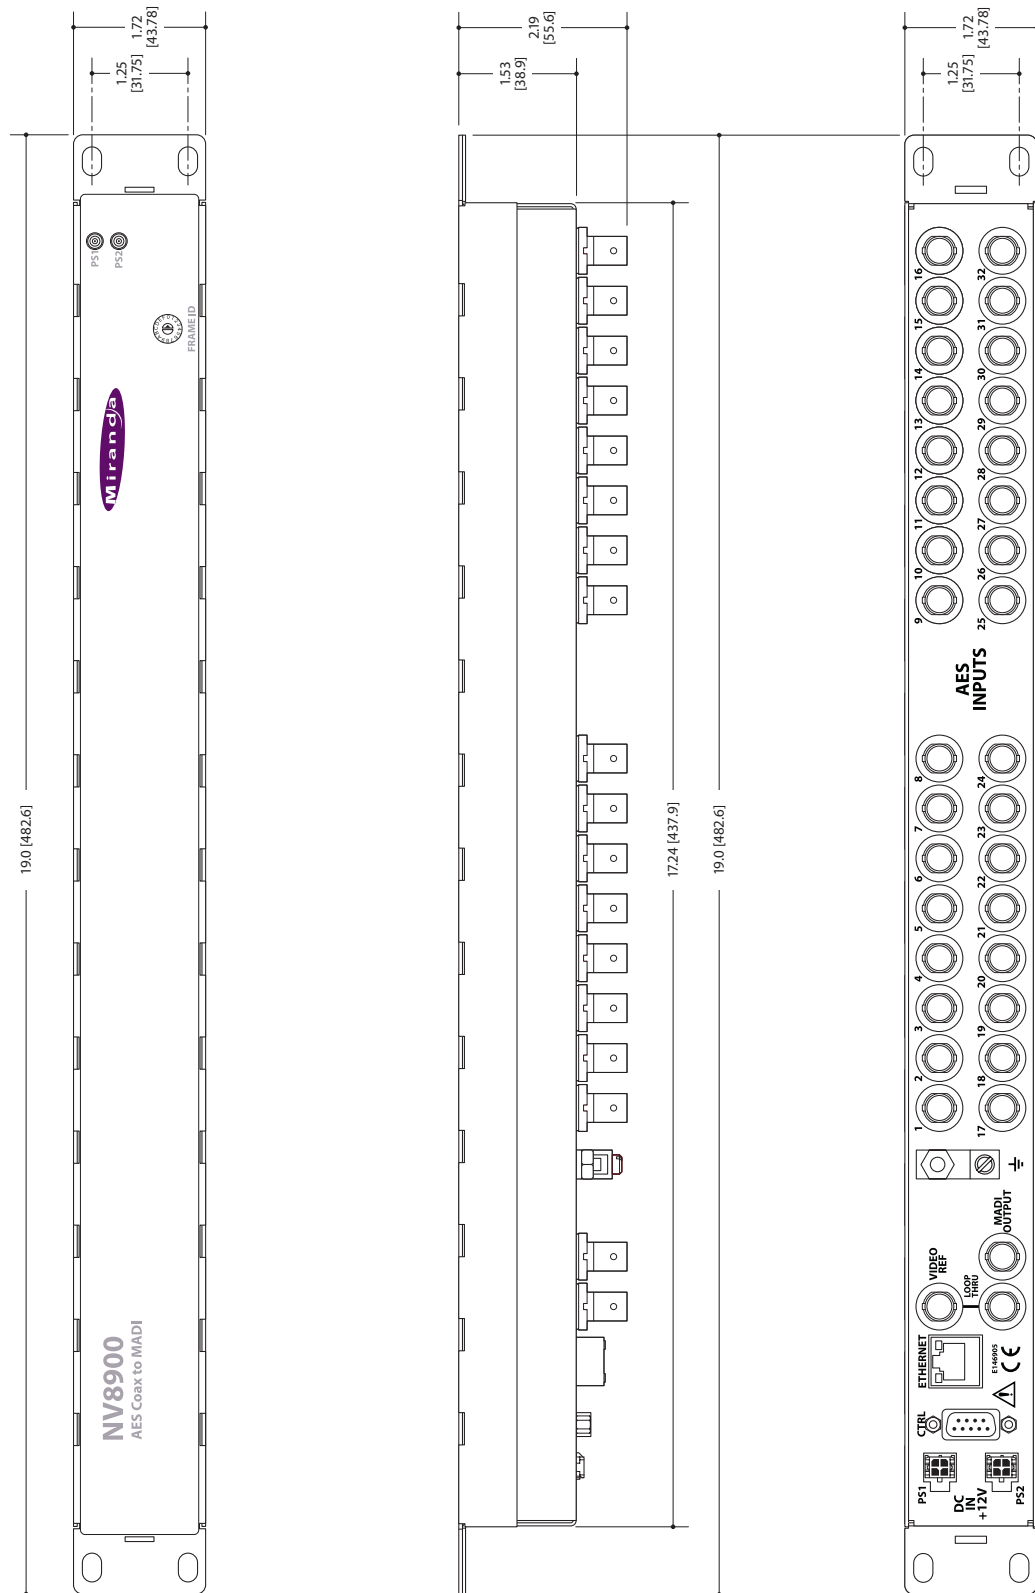 1.72
[43.78]
1.25
[31.75]
19.0 [482.6]
PS1
PS2
FRAME ID
Miranda
NV8900
AES Coax to MADI
2.19
[55.6]
1.53
[38.9]
17.24 [437.9]
19.0 [482.6]
1.72
[43.78]
1.25
[31.75]
PS1
PS2
DC
IN
+12V
CTRL
ETHERNET
E146905
CE
VIDEO
REF
LOOP
THRU
MADI
OUTPUT
1
2
3
4
5
6
7
8
17
18
19
20
21
22
23
24
AES
INPUTS
9
10
11
12
13
14
15
16
25
26
27
28
29
30
31
32